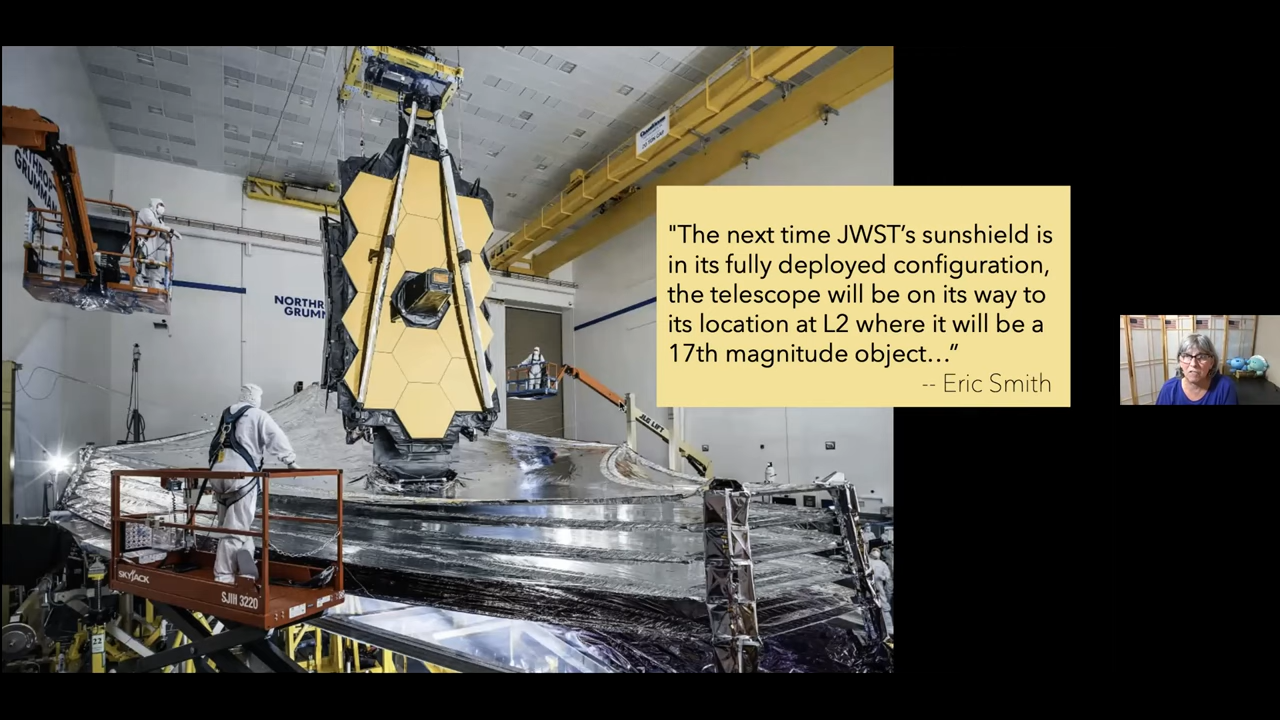 NORTHROP
GRUMMAN
NORTHR
GRUMM
"The next time JWST's sunshield is
in its fully deployed configuration,
the telescope will be on its way to
its location at L2 where it will be a
17th magnitude object…"
-- Eric Smith
JLG LIFT
SKYJACK
SJIII 3220